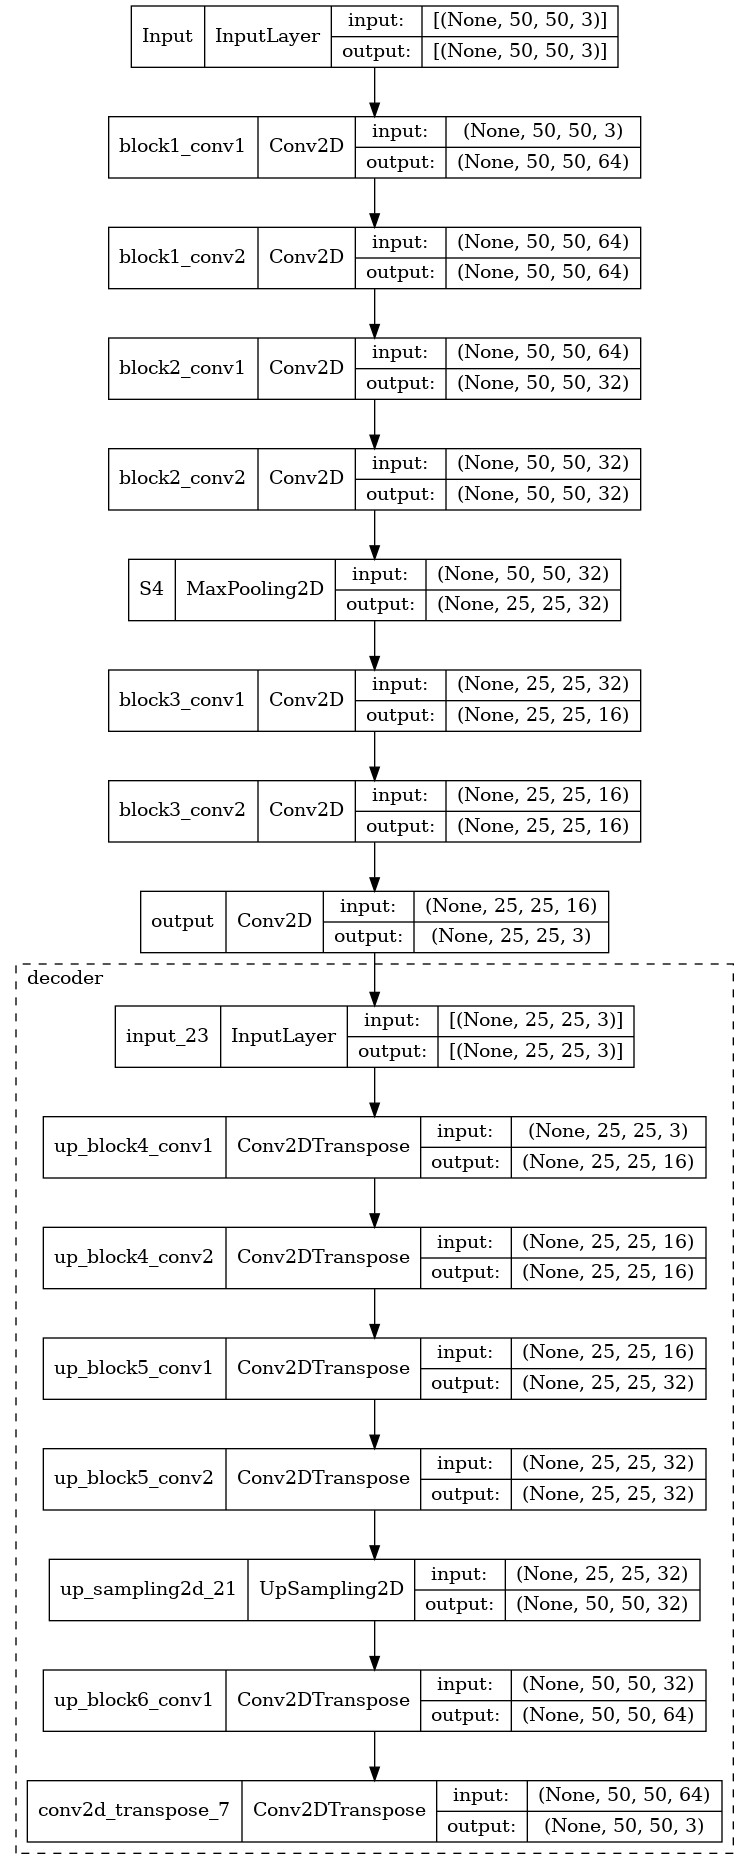 Input InputLayer input: [(None, 50, 50, 3)]
output: [(None, 50, 50, 3)]
block1_conv1 Conv2D input: (None, 50, 50, 3)
output: (None, 50, 50, 64)
block1_conv2 Conv2D input: (None, 50, 50, 64)
output: (None, 50, 50, 64)
block2_conv1 Conv2D input: (None, 50, 50, 64)
output: (None, 50, 50, 32)
block2_conv2 Conv2D input: (None, 50, 50, 32)
output: (None, 50, 50, 32)
S4 MaxPooling2D input: (None, 50, 50, 32)
output: (None, 25, 25, 32)
block3_conv1 Conv2D input: (None, 25, 25, 32)
output: (None, 25, 25, 16)
block3_conv2 Conv2D input: (None, 25, 25, 16)
output: (None, 25, 25, 16)
output Conv2D input: (None, 25, 25, 16)
output: (None, 25, 25, 3)
decoder
input_23 InputLayer input: [(None, 25, 25, 3)]
output: [(None, 25, 25, 3)]
up_block4_conv1 Conv2DTranspose input: (None, 25, 25, 3)
output: (None, 25, 25, 16)
up_block4_conv2 Conv2DTranspose input: (None, 25, 25, 16)
output: (None, 25, 25, 16)
up_block5_conv1 Conv2DTranspose input: (None, 25, 25, 16)
output: (None, 25, 25, 32)
up_block5_conv2 Conv2DTranspose input: (None, 25, 25, 32)
output: (None, 25, 25, 32)
up_sampling2d_21 UpSampling2D input: (None, 25, 25, 32)
output: (None, 50, 50, 32)
up_block6_conv1 Conv2DTranspose input: (None, 50, 50, 32)
output: (None, 50, 50, 64)
conv2d_transpose_7 Conv2DTranspose input: (None, 50, 50, 64)
output: (None, 50, 50, 3)